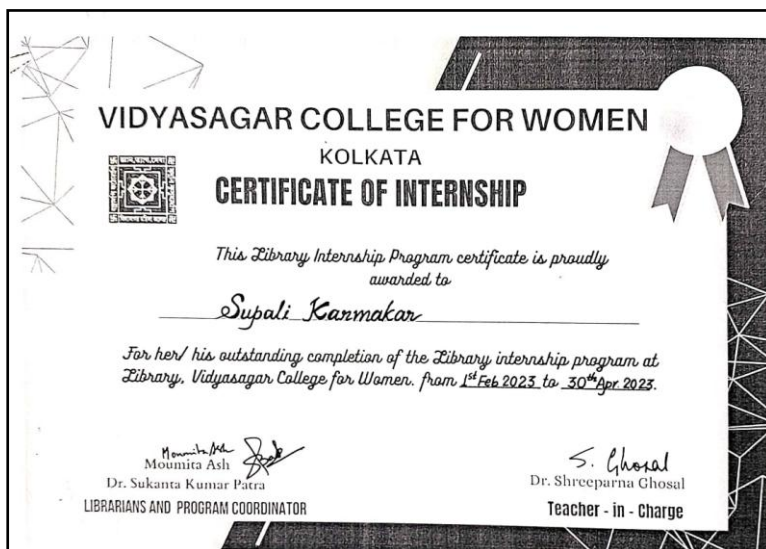 VIDYASAGAR COLLEGE FOR WOMEN
KOLKATA
CERTIFICATE OF INTERNSHIP
This Library Internship Program certificate is proudly
awarded to
Supali Karmakar
For her/ his outstanding completion of the Library internship program at
Library, Vidyasagar College for Women. from 1st Feb 2023 to 30th Apr. 2023.
Moumita Ash
Moumita Ash
Dr. Sukanta Kumar Patra
LIBRARIANS AND PROGRAM COORDINATOR
S. Ghosal
Dr. Shreeparna Ghosal
Teacher - in - Charge